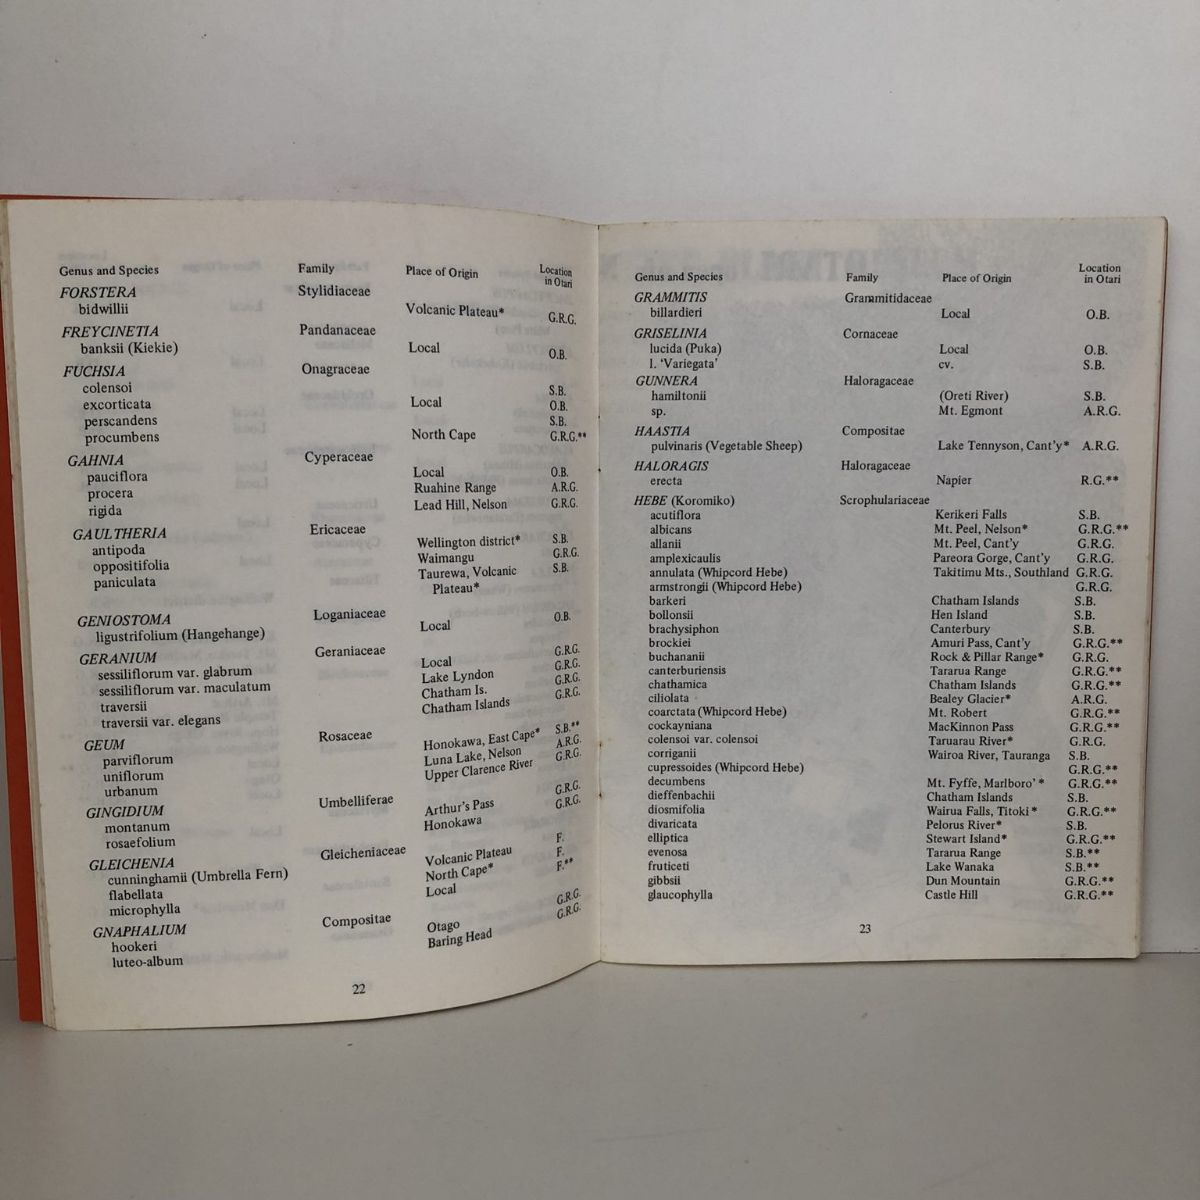 Genus and Species Family Place of Origin Location in Otari
FORSTERA Stylidiaceae
bidwillii Volcanic Plateau* G.R.G.
FREYCINETIA Pandanaceae
banksii (Kiekie) Local O.B.
FUCHSIA Onagraceae
colensoi S.B.
excorticata Local O.B.
perscandens S.B.
procumbens North Cape G.R.G.**
GAHNIA Cyperaceae
pauciflora Local O.B.
procera Ruahine Range A.R.G.
rigida Lead Hill, Nelson G.R.G.
GAULTHERIA Ericaceae
antipoda Wellington district* S.B.
oppositifolia Waimangu G.R.G.
paniculata Taurewa, Volcanic S.B.
Plateau*
GENIOSTOMA Loganiaceae
ligustrifolium (Hangehange) Local O.B.
GERANIUM Geraniaceae
sessiliflorum var. glabrum Local G.R.G.
sessiliflorum var. maculatum Lake Lyndon G.R.G.
traversii Chatham Is. G.R.G.
traversii var. elegans Chatham Islands G.R.G.
GEUM Rosaceae
parviflorum Honokawa, East Cape* S.B.**
uniflorum Luna Lake, Nelson A.R.G.
urbanum Upper Clarence River G.R.G.
GINGIDIUM Umbelliferae
montanum Arthur's Pass G.R.G.
rosaefolium Honokawa G.R.G.
GLEICHENIA Gleicheniaceae
cunninghamii (Umbrella Fern) Volcanic Plateau F.
flabellata North Cape* F.
microphylla Local F.**
GNAPHALIUM Compositae
hookeri Otago G.R.G.
luteo-album Baring Head G.R.G.
22
Genus and Species Family Place of Origin Location in Otari
GRAMMITIS Grammitidaceae
billardieri Local O.B.
GRISELINIA Cornaceae
lucida (Puka) Local O.B.
l. 'Variegata' cv. S.B.
GUNNERA Haloragaceae
hamiltonii (Oreti River) S.B.
sp. Mt. Egmont A.R.G.
HAASTIA Compositae
pulvinaris (Vegetable Sheep) Lake Tennyson, Cant'y* A.R.G.
HALORAGIS Haloragaceae
erecta Napier R.G.**
HEBE (Koromiko) Scrophulariaceae
acutiflora Kerikeri Falls S.B.
albicans Mt. Peel, Nelson* G.R.G.**
allanii Mt. Peel, Cant'y G.R.G.
amplexicaulis Pareora Gorge, Cant'y G.R.G.
annulata (Whipcord Hebe) Takitimu Mts., Southland G.R.G.
armstrongii (Whipcord Hebe) G.R.G.
barkeri Chatham Islands S.B.
bollonsii Hen Island S.B.
brachysiphon Canterbury S.B.
brockiei Amuri Pass, Cant'y G.R.G.**
buchananii Rock & Pillar Range* G.R.G.
canterburiensis Tararua Range G.R.G.**
chathamica Chatham Islands G.R.G.**
ciliolata Bealey Glacier* A.R.G.
coarctata (Whipcord Hebe) Mt. Robert G.R.G.**
cockayniana MacKinnon Pass G.R.G.**
colensoi var. colensoi Taruarau River* G.R.G.
corriganii Wairoa River, Tauranga S.B.
cupressoides (Whipcord Hebe) G.R.G.**
decumbens Mt. Fyffe, Marlboro' * G.R.G.**
dieffenbachii Chatham Islands S.B.
diosmifolia Wairua Falls, Titoki * G.R.G.**
divaricata Pelorus River* S.B.
elliptica Stewart Island* G.R.G.**
evenosa Tararua Range S.B.**
fruticeti Lake Wanaka S.B.**
gibbsii Dun Mountain G.R.G.**
glaucophylla Castle Hill G.R.G.**
23